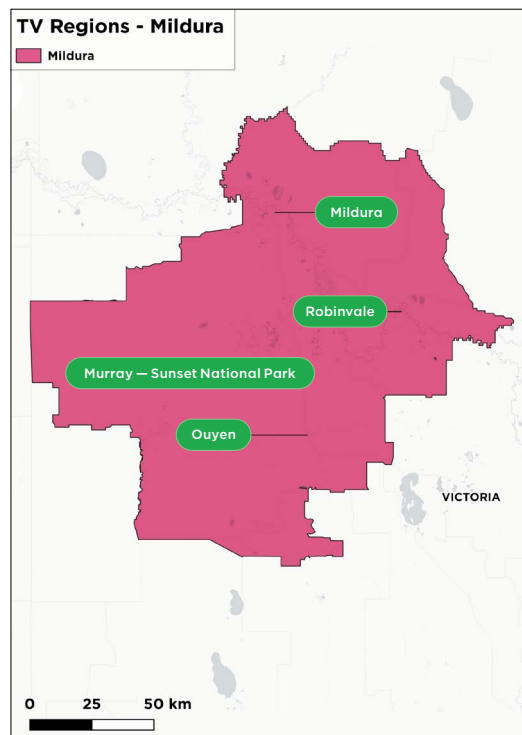 TV Regions - Mildura
Mildura
Mildura
Robinvale
Murray — Sunset National Park
Ouyen
VICTORIA
0 25 50 km